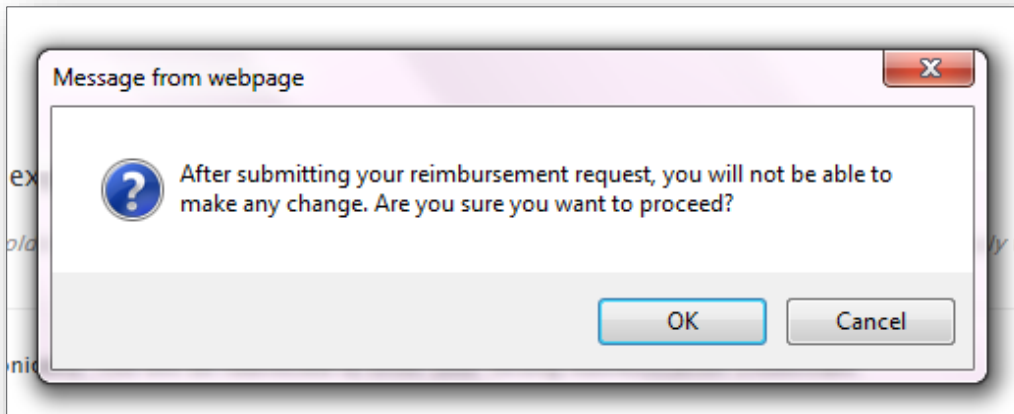 Message from webpage
ex
After submitting your reimbursement request, you will not be able to
make any change. Are you sure you want to proceed?
OK
Cancel